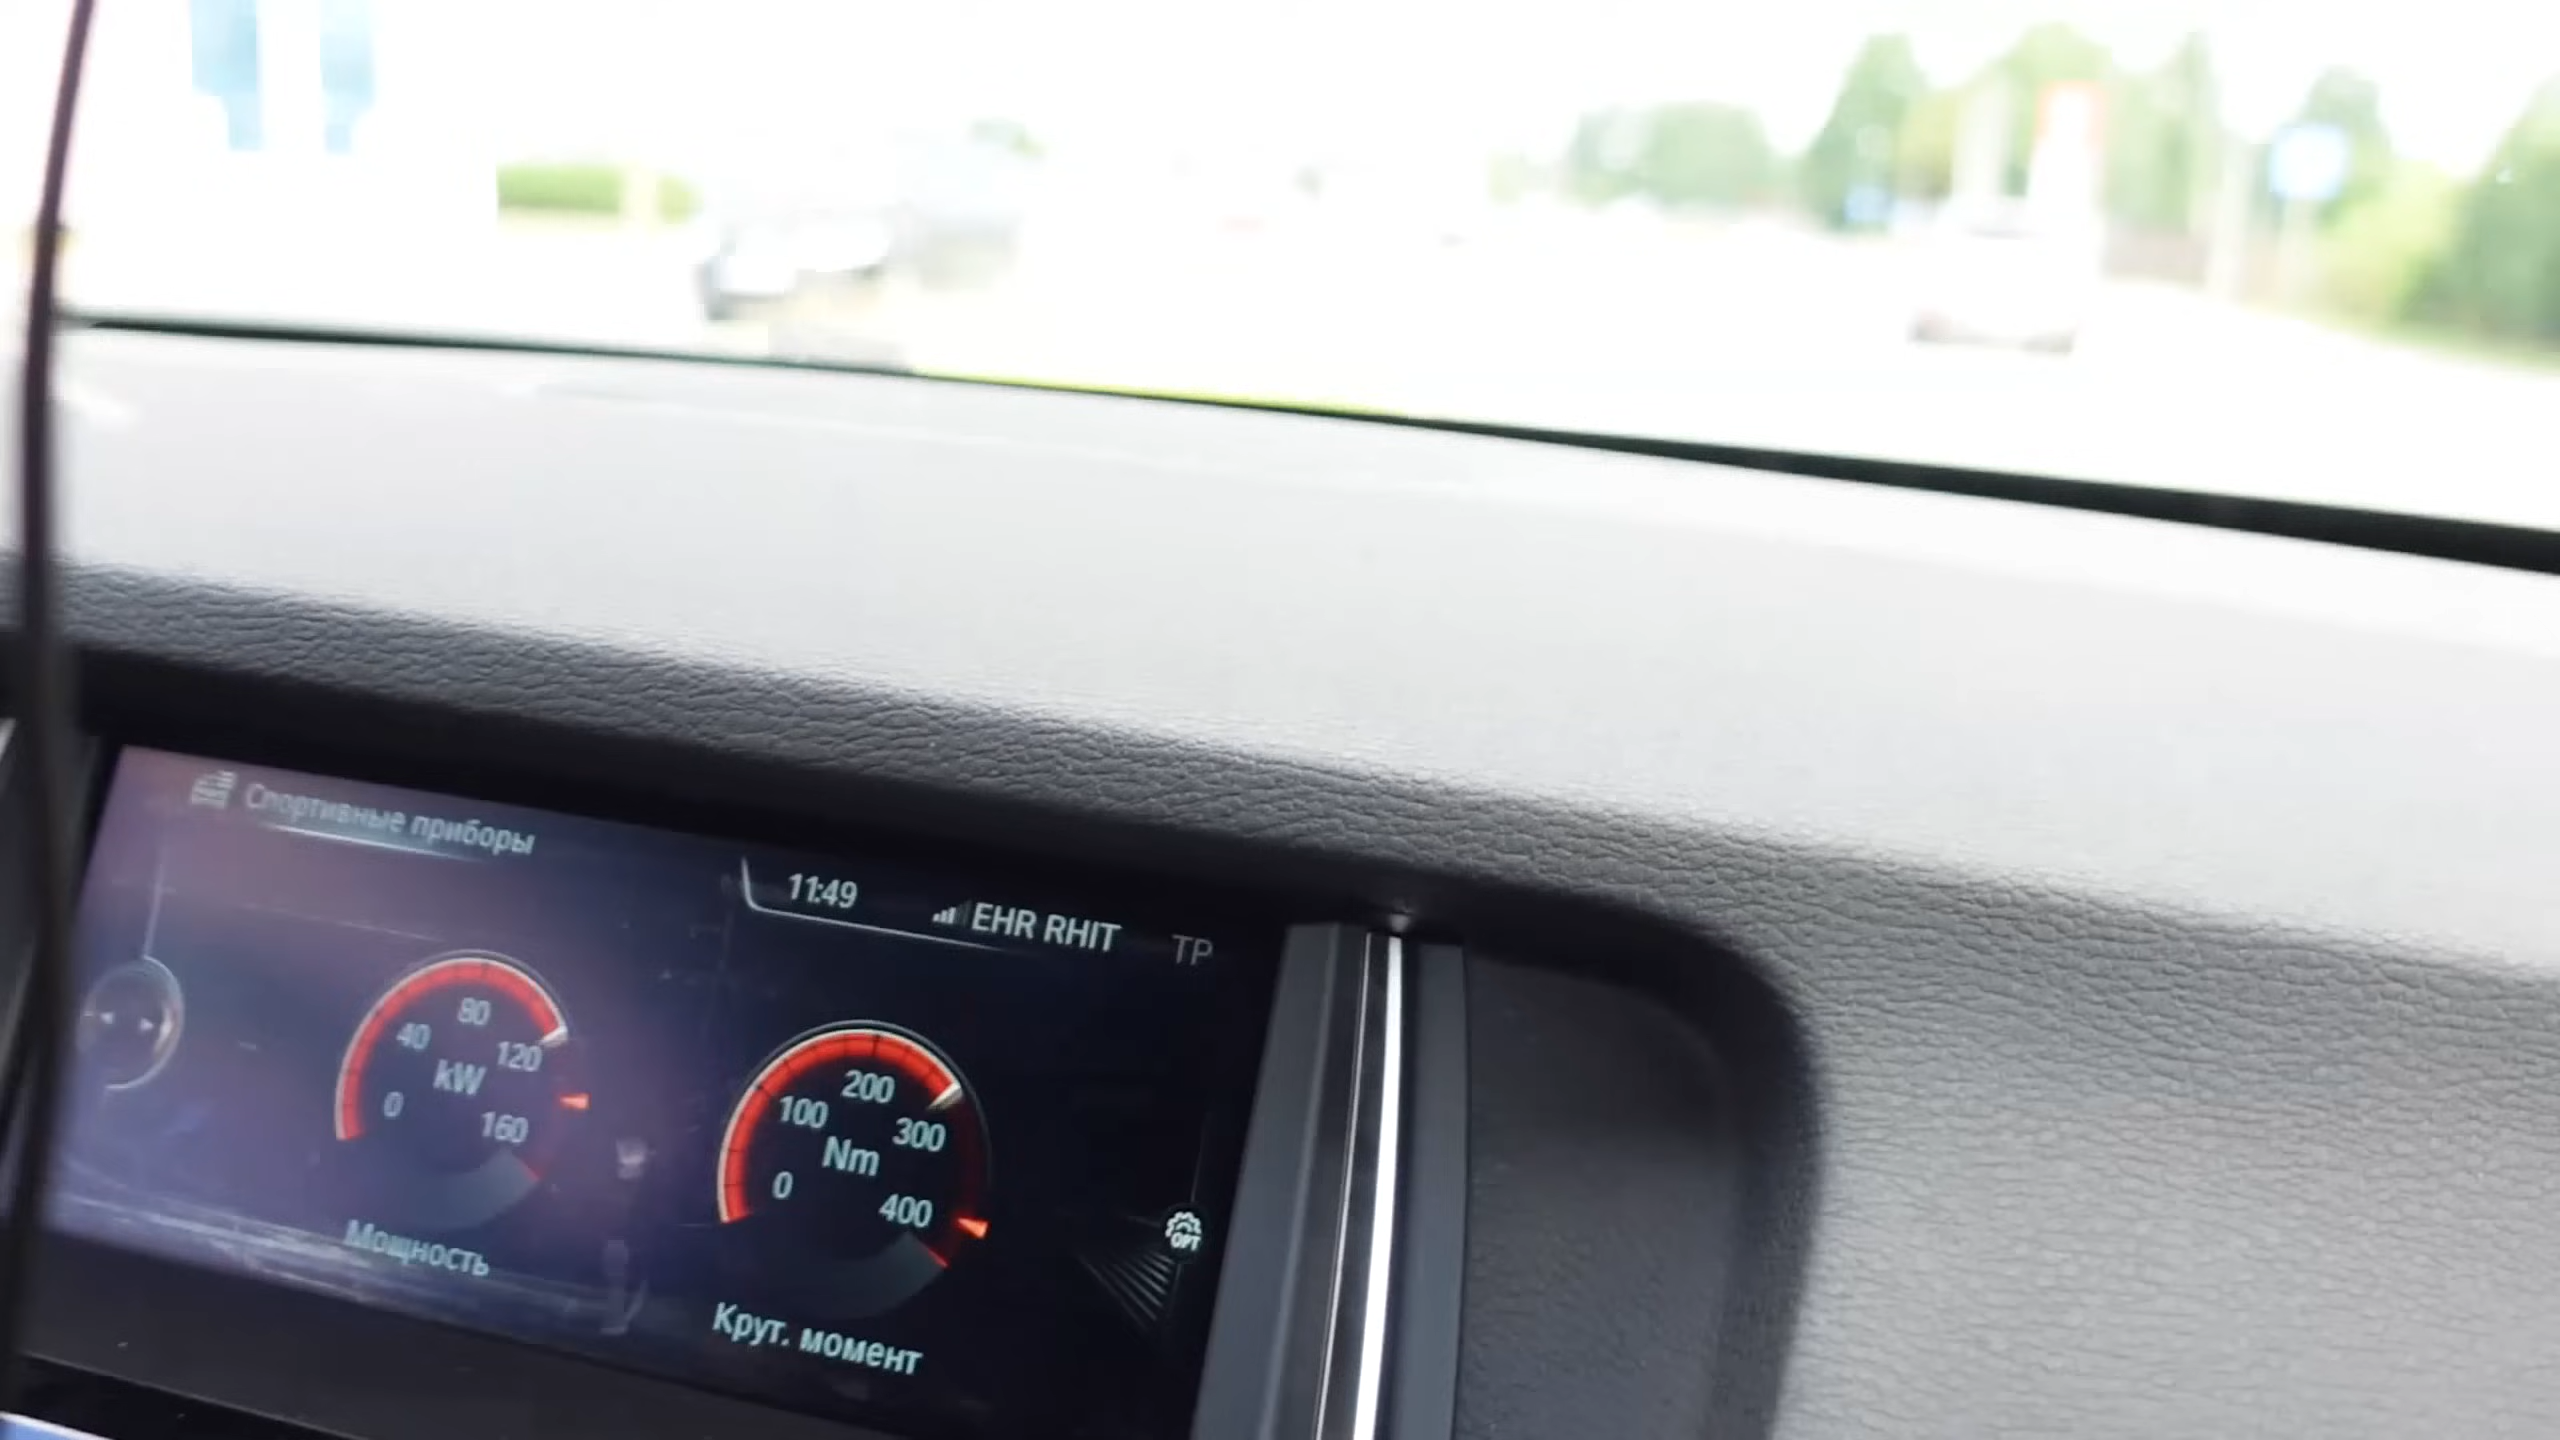 Спортивные приборы
11:49
EHR RHIT
TP
80
40
120
kW
0
160
Мощность
200
100
300
Nm
0
400
OPT
Крут. момент